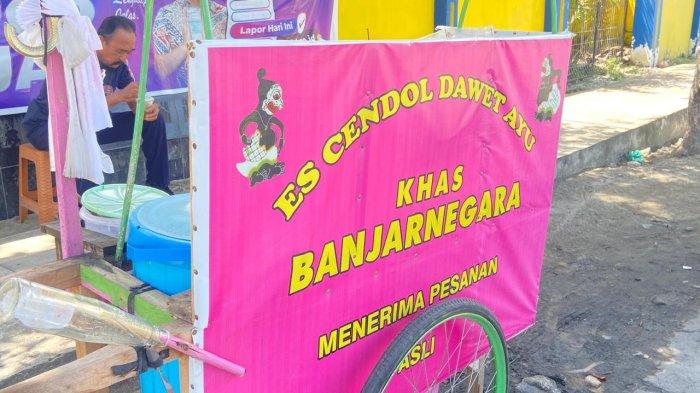 Lapor Hari Ini
ES CENDOL DAWET AYU
KHAS
BANJARNEGARA
MENERIMA PESANAN
ASLI